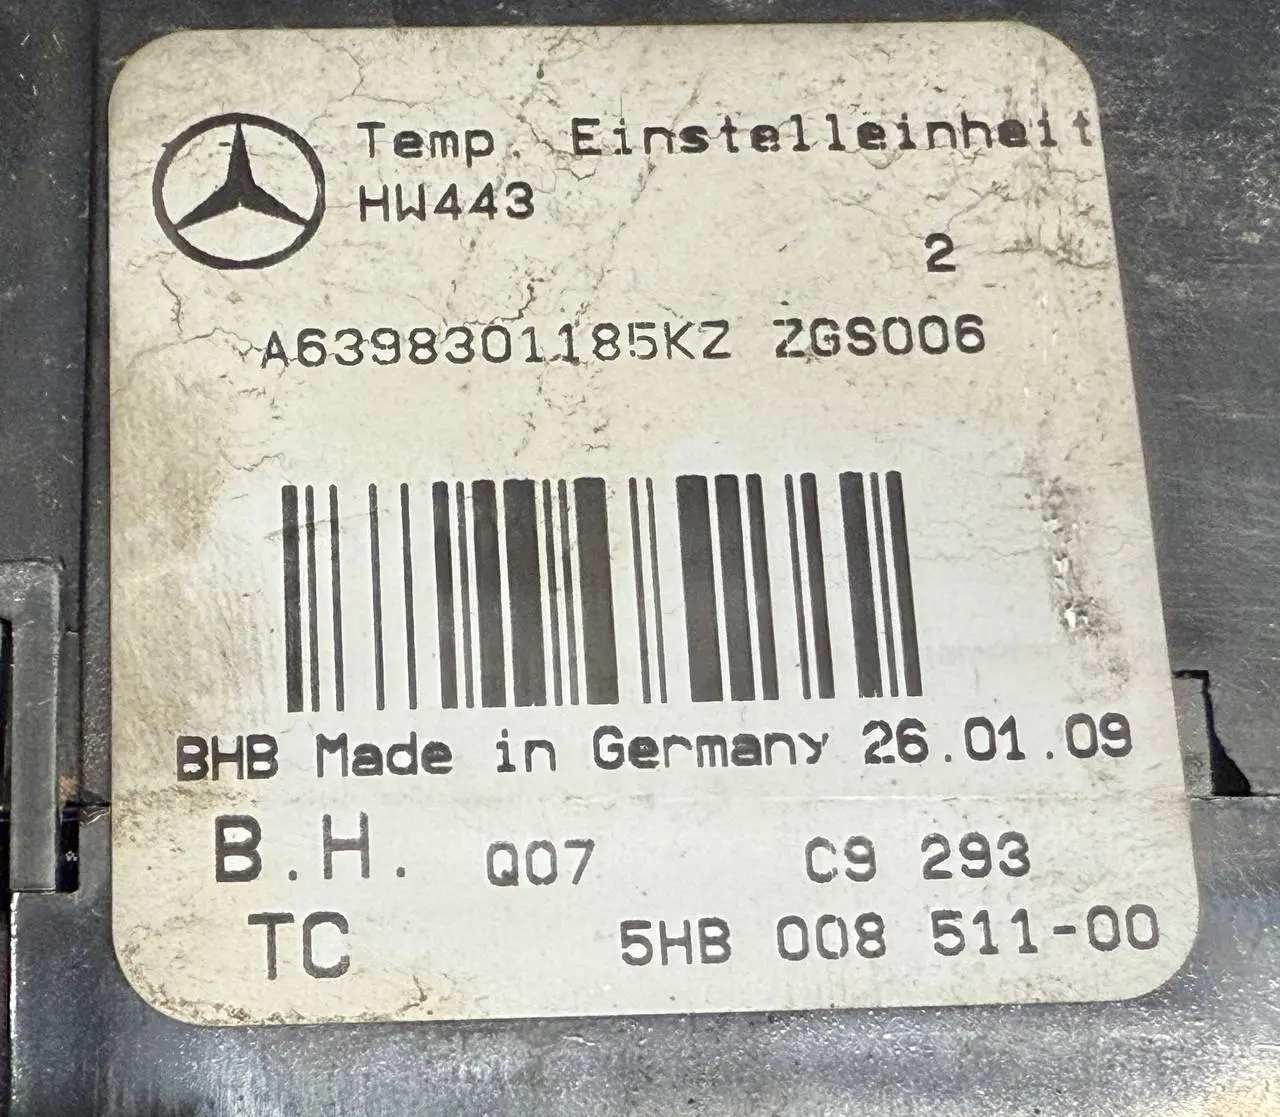 Temp. Einstelleinheit
HW443
2
A6398301185KZ ZGS006
BHB Made in Germany 26.01.09
B.H. Q07 C9 293
TC 5HB 008 511-00